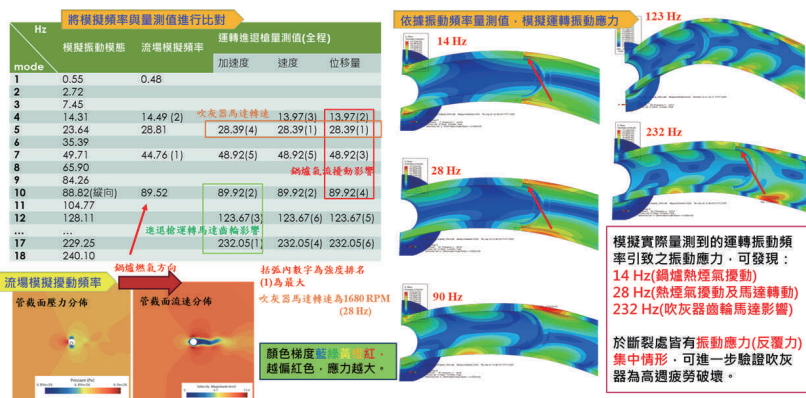 將模擬頻率與量測值進行比對
Hz
mode
模擬振動模態 流場模擬頻率 運轉進退槍量測值(全程)
加速度 速度 位移量
1 0.55 0.48
2 2.72
3 7.45
吹灰器馬達轉速
4 14.31 14.49 (2) 13.97(3) 13.97(2)
5 23.64 28.81 28.39(4) 28.39(1) 28.39(1)
6 35.39
7 49.71 44.76 (1) 48.92(5) 48.92(5) 48.92(3)
8 65.90
鍋爐氣流擾動影響
9 84.26
10 88.82(縱向) 89.52 89.92(2) 89.92(2) 89.92(4)
11 104.77
12 128.11 123.67(3) 123.67(6) 123.67(5)
... ...
進退槍運轉馬達齒輪影響
17 229.25 232.05(1) 232.05(4) 232.05(6)
18 240.10
鍋爐燃氣方向
括弧內數字為強度排名
(1)為最大
吹灰器馬達轉速為1680 RPM
(28 Hz)
流場模擬擾動頻率
管截面壓力分佈
管截面流速分佈
顏色梯度藍綠黃橙紅，
越偏紅色，應力越大。
依據振動頻率量測值，模擬運轉振動應力
14 Hz
28 Hz
90 Hz
123 Hz
232 Hz
模擬實際量測到的運轉振動頻
率引致之振動應力，可發現：
14 Hz(鍋爐熱煙氣擾動)
28 Hz(熱煙氣擾動及馬達轉動)
232 Hz(吹灰器齒輪馬達影響)
於斷裂處皆有振動應力(反覆力)
集中情形，可進一步驗證吹灰
器為高週疲勞破壞。